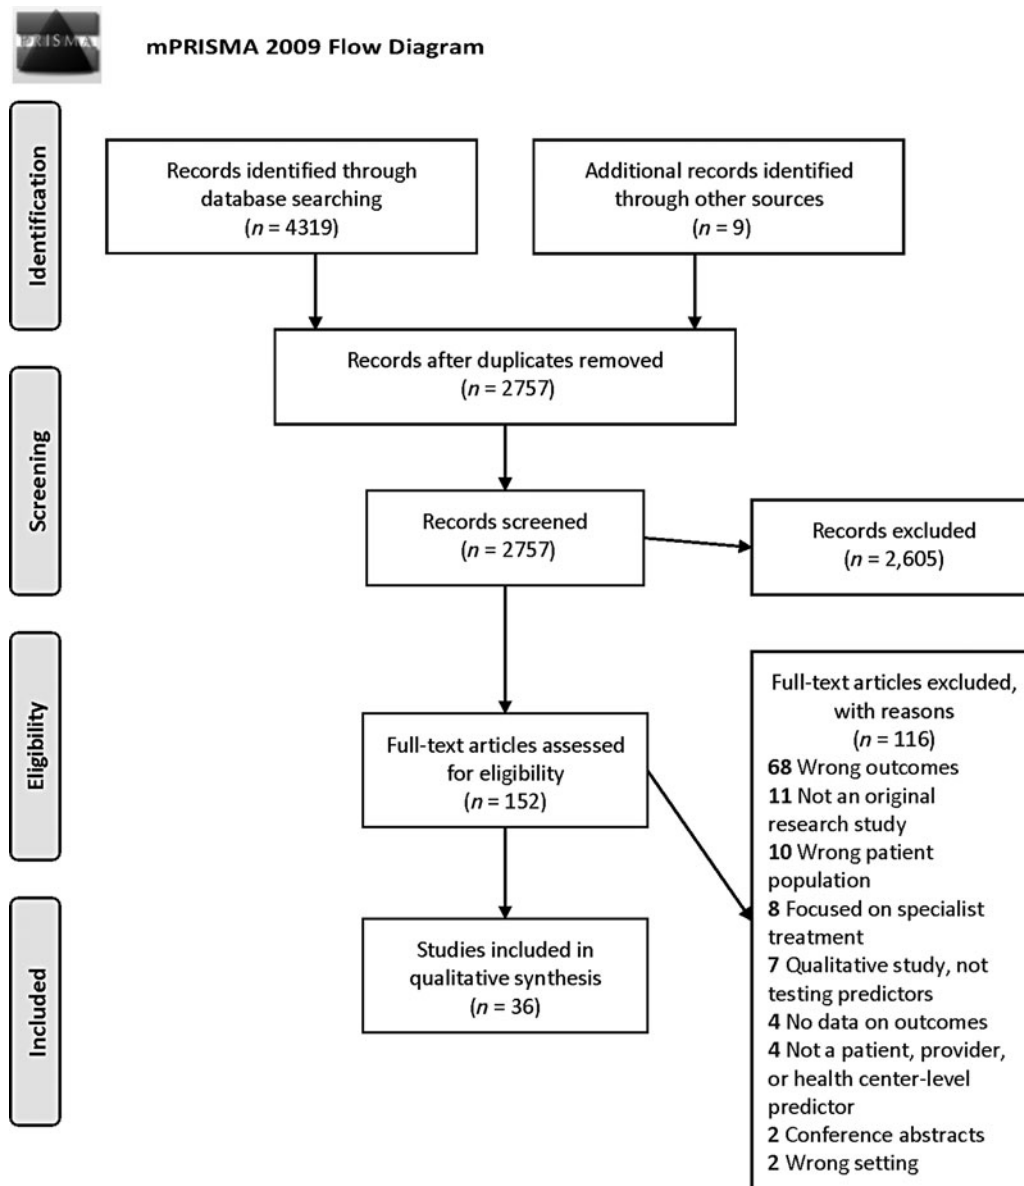 PRISMA
mPRISMA 2009 Flow Diagram
Identification
Records identified through
database searching
(n = 4319)
Additional records identified
through other sources
(n = 9)
Records after duplicates removed
(n = 2757)
Screening
Records screened
(n = 2757)
Records excluded
(n = 2,605)
Eligibility
Full-text articles assessed
for eligibility
(n = 152)
Full-text articles excluded,
with reasons
(n = 116)
68 Wrong outcomes
11 Not an original
research study
10 Wrong patient
population
8 Focused on specialist
treatment
7 Qualitative study, not
testing predictors
4 No data on outcomes
4 Not a patient, provider,
or health center-level
predictor
2 Conference abstracts
2 Wrong setting
Included
Studies included in
qualitative synthesis
(n = 36)